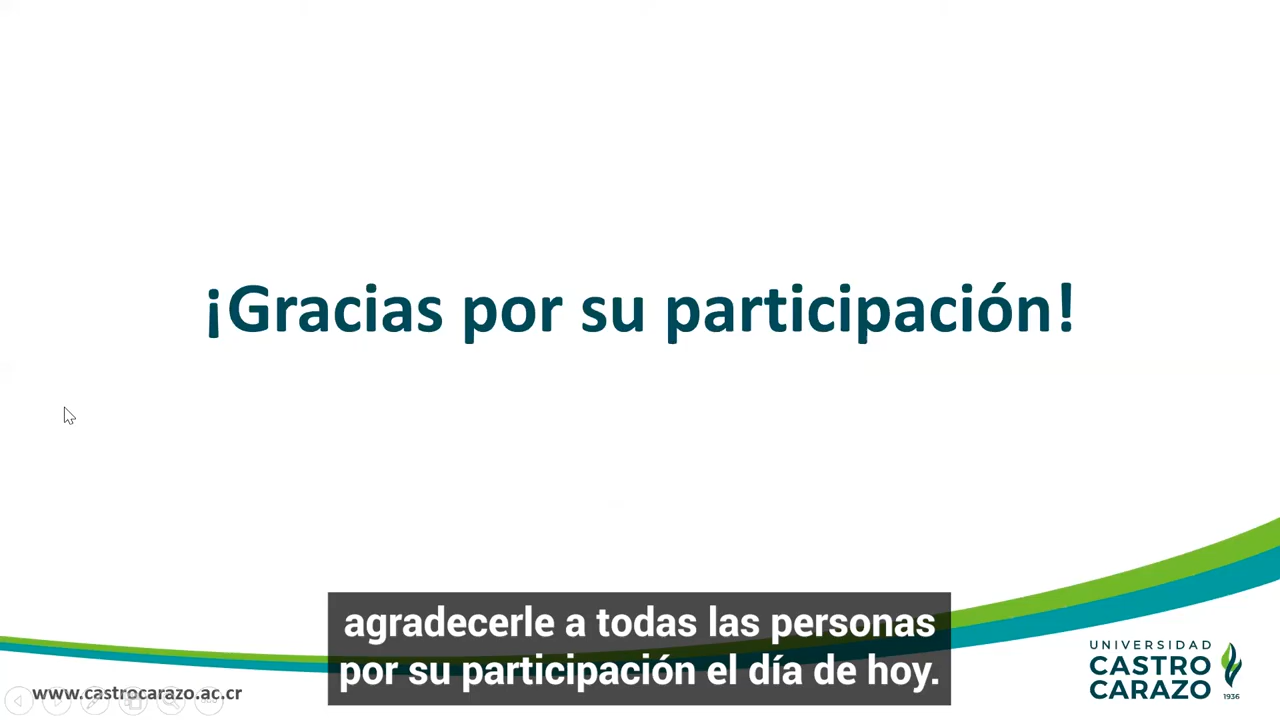 ¡Gracias por su participación!
agradecerle a todas las personas
por su participación el día de hoy.
www.castrocarazo.ac.cr
UNIVERSIDAD
CASTRO
CARAZO
1936